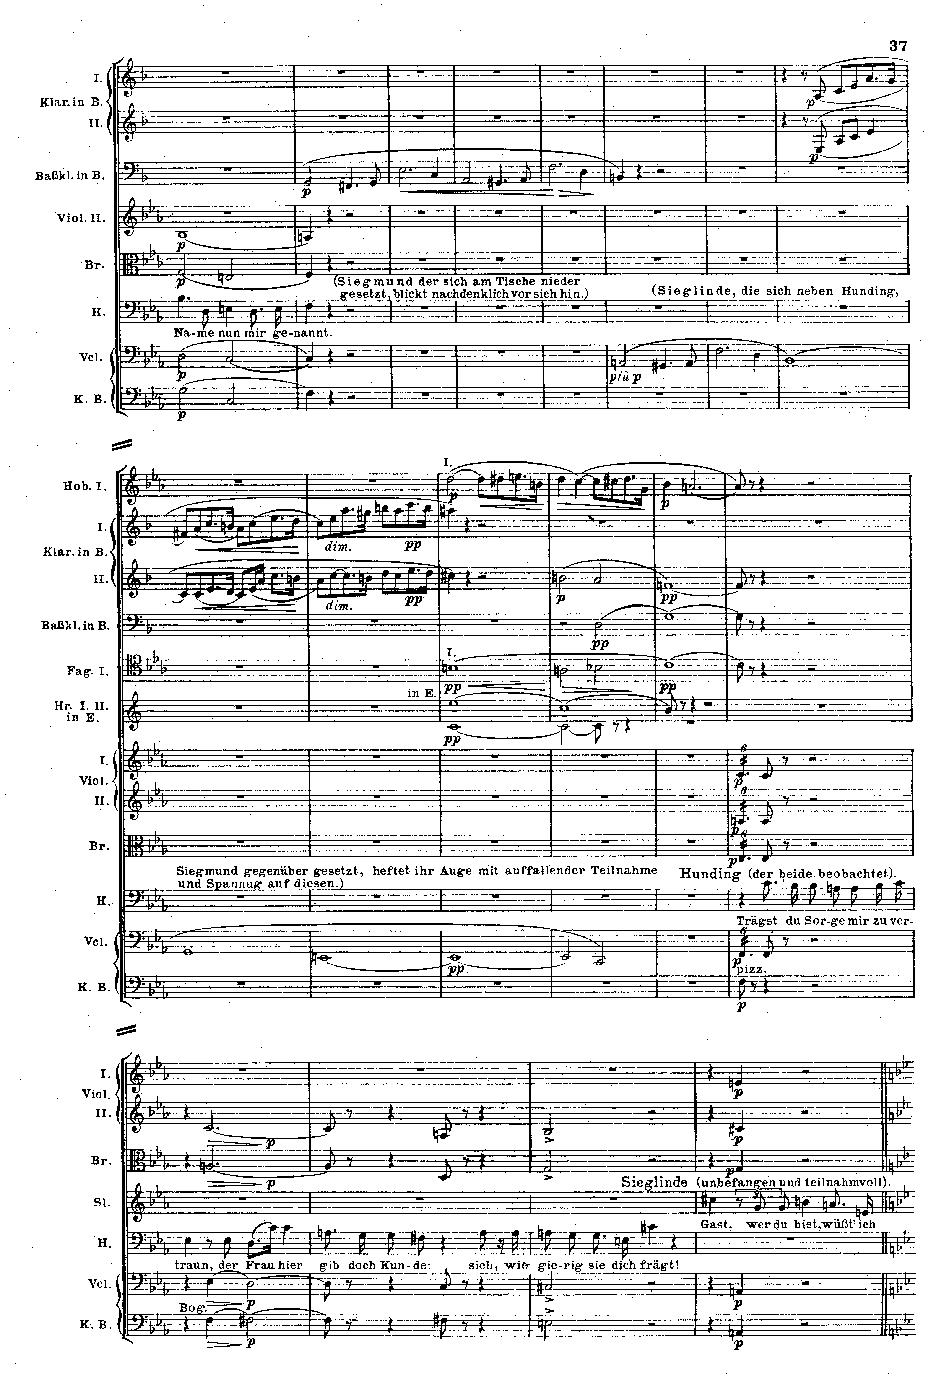 37
I.
Klar. in B.
II.
p
p
Baßkl. in B.
p
Viol. II.
p
Br.
p
(Siegmund der sich am Tische nieder
gesetzt, blickt nachdenklich vor sich hin.)
(Sieglinde, die sich neben Hunding,
H.
Na-me nun mir ge-nannt.
Vcl.
p
più p
K. B.
p
I.
Hob. I.
p
p
I.
Klar. in B.
dim.
pp
II.
dim.
pp
p
pp
Baßkl. in B.
pp
I.
Fag. I.
pp
pp
in E.
Hr. I. II.
in E.
pp
I.
Viol.
p
II.
p
Br.
p
Siegmund gegenüber gesetzt, heftet ihr Auge mit auffallender Teilnahme
und Spannug auf diesen.)
Hunding (der beide beobachtet).
H.
Trägst du Sor-ge mir zu ver-
Vcl.
pp
p
pizz.
K. B.
p
I.
Viol.
p
II.
p
p
Br.
p
p
Sieglinde (unbefangen und teilnahmvoll).
Sl.
Gast, wer du bist, wüßt' ich
H.
traun, der Frau hier gib doch Kun-de: sieh, wie gie-rig sie dich frägt!
Vcl.
p
p
Bog.
K. B.
p
p